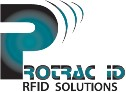 PROTRAC iD
RFID SOLUTIONS